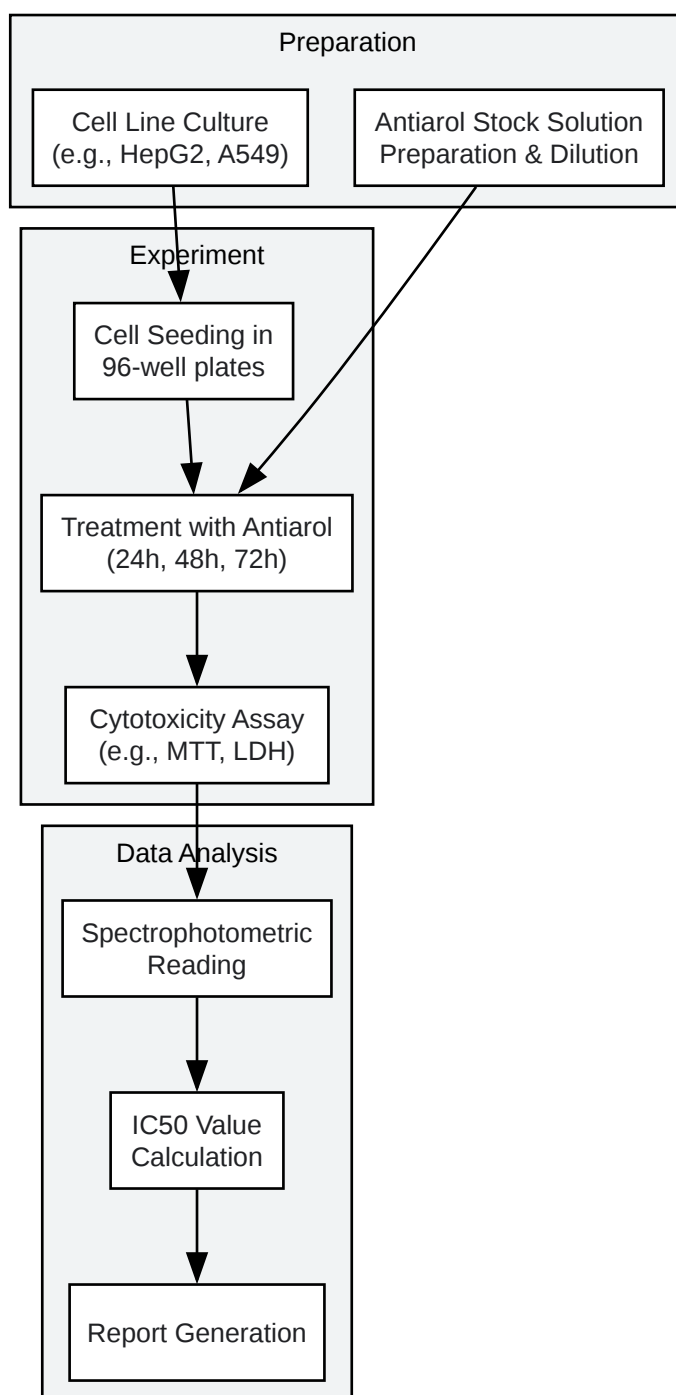 Preparation
Cell Line Culture
(e.g., HepG2, A549)
Antiarol Stock Solution
Preparation & Dilution
Experiment
Cell Seeding in
96-well plates
Treatment with Antiarol
(24h, 48h, 72h)
Cytotoxicity Assay
(e.g., MTT, LDH)
Data Analysis
Spectrophotometric
Reading
IC50 Value
Calculation
Report Generation